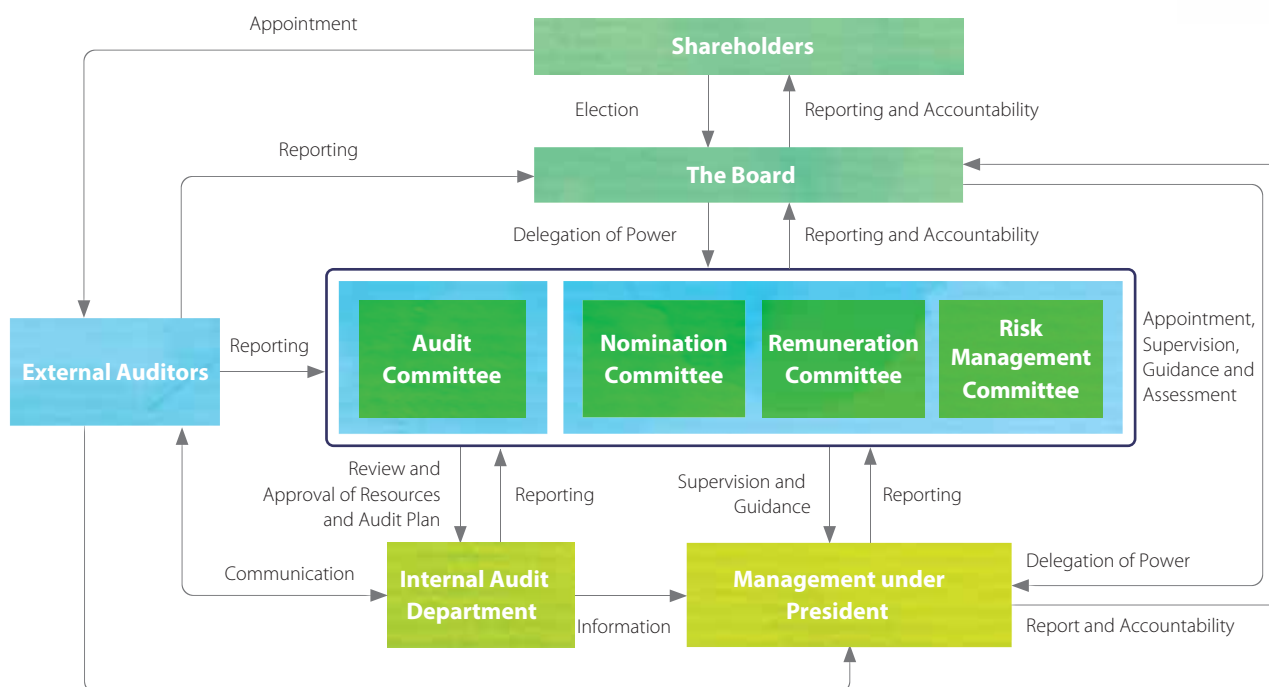 Appointment
Shareholders
Election
Reporting and Accountability
Reporting
The Board
Delegation of Power
Reporting and Accountability
External Auditors
Reporting
Audit
Committee
Nomination
Committee
Remuneration
Committee
Risk
Management
Committee
Appointment,
Supervision,
Guidance and
Assessment
Review and
Approval of Resources
and Audit Plan
Reporting
Supervision and
Guidance
Reporting
Communication
Internal Audit
Department
Information
Management under
President
Delegation of Power
Report and Accountability